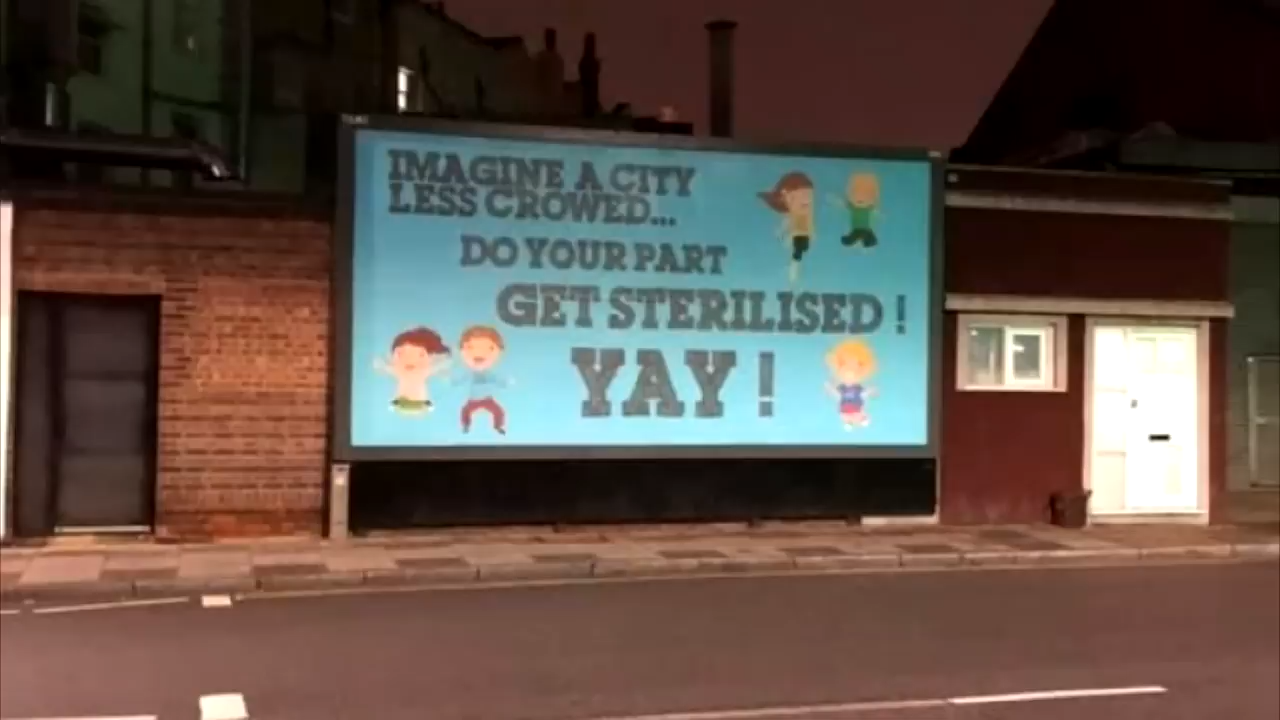 IMAGINE A CITY
LESS CROWED...
DO YOUR PART
GET STERILISED !
YAY !